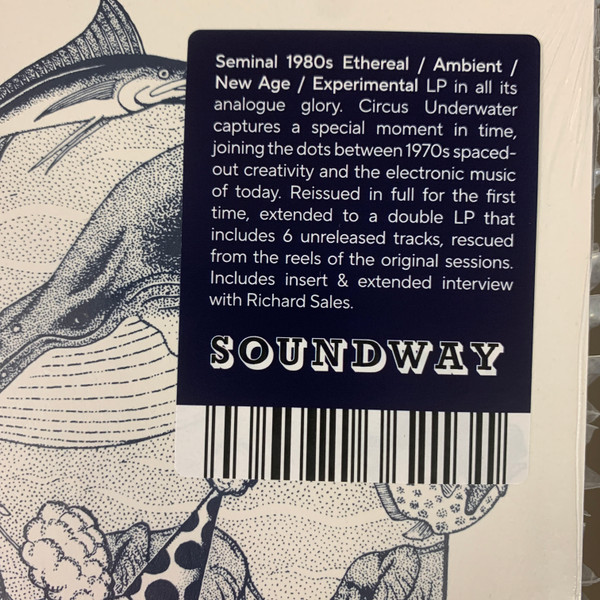 Seminal 1980s Ethereal / Ambient /
New Age / Experimental LP in all its
analogue glory. Circus Underwater
captures a special moment in time,
joining the dots between 1970s spaced-
out creativity and the electronic music
of today. Reissued in full for the first
time, extended to a double LP that
includes 6 unreleased tracks, rescued
from the reels of the original sessions.
Includes insert & extended interview
with Richard Sales.
SOUNDWAY